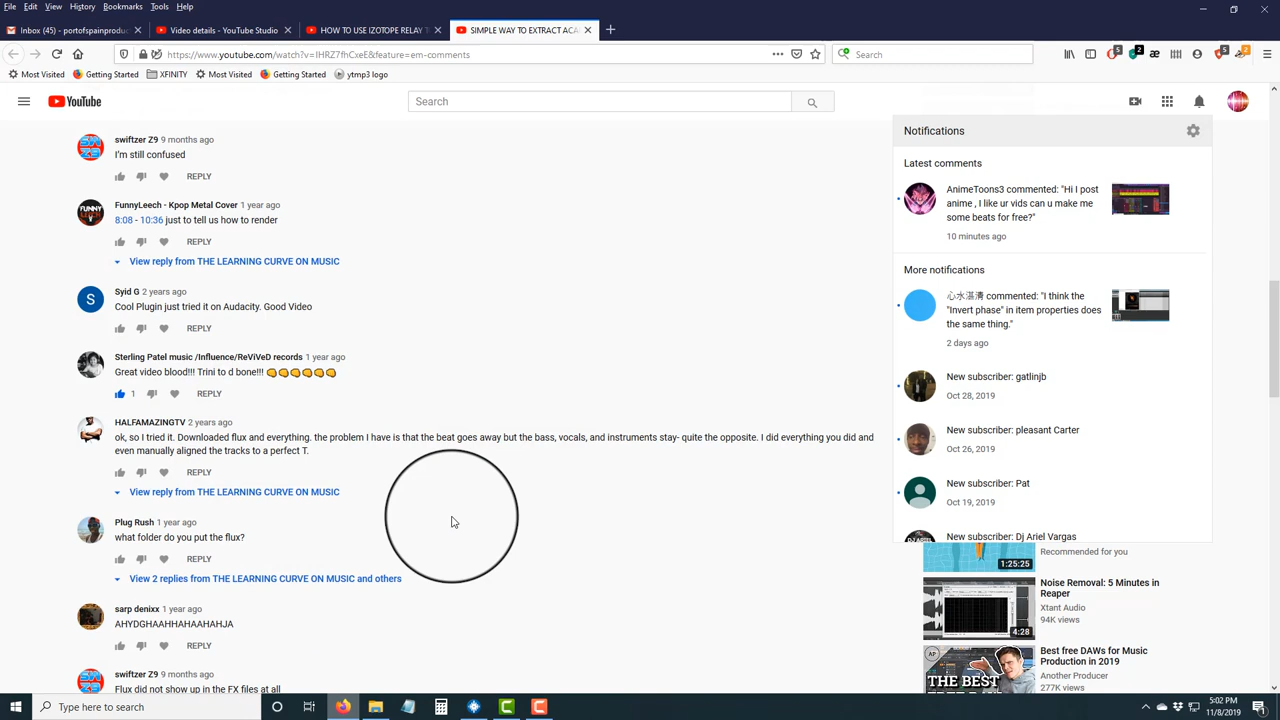 File Edit View History Bookmarks Tools Help
Inbox (45) - portofspainproduc
Video details - YouTube Studio
HOW TO USE IZOTOPE RELAY T
SIMPLE WAY TO EXTRACT ACA
https://www.youtube.com/watch?v=IHRZ7fhCxeE&feature=em-comments
Search
Most Visited
Getting Started
XFINITY
Most Visited
Getting Started
ytmp3 logo
YouTube
Search
swiftzer Z9 9 months ago
I'm still confused
REPLY
FunnyLeech - Kpop Metal Cover 1 year ago
8:08 - 10:36 just to tell us how to render
REPLY
View reply from THE LEARNING CURVE ON MUSIC
S
Syid G 2 years ago
Cool Plugin just tried it on Audacity. Good Video
REPLY
Sterling Patel music /Influence/ReViVeD records 1 year ago
Great video blood!!! Trini to d bone!!! 👊👊👊👊👊👊
1 REPLY
HALFAMAZINGTV 2 years ago
ok, so I tried it. Downloaded flux and everything. the problem I have is that the beat goes away but the bass, vocals, and instruments stay- quite the opposite. I did everything you did and
even manually aligned the tracks to a perfect T.
REPLY
View reply from THE LEARNING CURVE ON MUSIC
Plug Rush 1 year ago
what folder do you put the flux?
REPLY
View 2 replies from THE LEARNING CURVE ON MUSIC and others
sarp denixx 1 year ago
AHYDGHAAHHAHAAHAHJA
REPLY
swiftzer Z9 9 months ago
Flux did not show up in the FX files at all
Notifications
Latest comments
AnimeToons3 commented: "Hi I post
anime , I like ur vids can u make me
some beats for free?"
10 minutes ago
More notifications
心水湛淸 commented: "I think the
"Invert phase" in item properties does
the same thing."
2 days ago
New subscriber: gatlinjb
Oct 28, 2019
New subscriber: pleasant Carter
Oct 26, 2019
New subscriber: Pat
Oct 19, 2019
New subscriber: Dj Ariel Vargas
Recommended for you
1:25:25
Noise Removal: 5 Minutes in
Reaper
Xtant Audio
94K views
4:28
Best free DAWs for Music
Production in 2019
Another Producer
277K views
AP
THE BEST
Type here to search
5:02 PM
11/8/2019